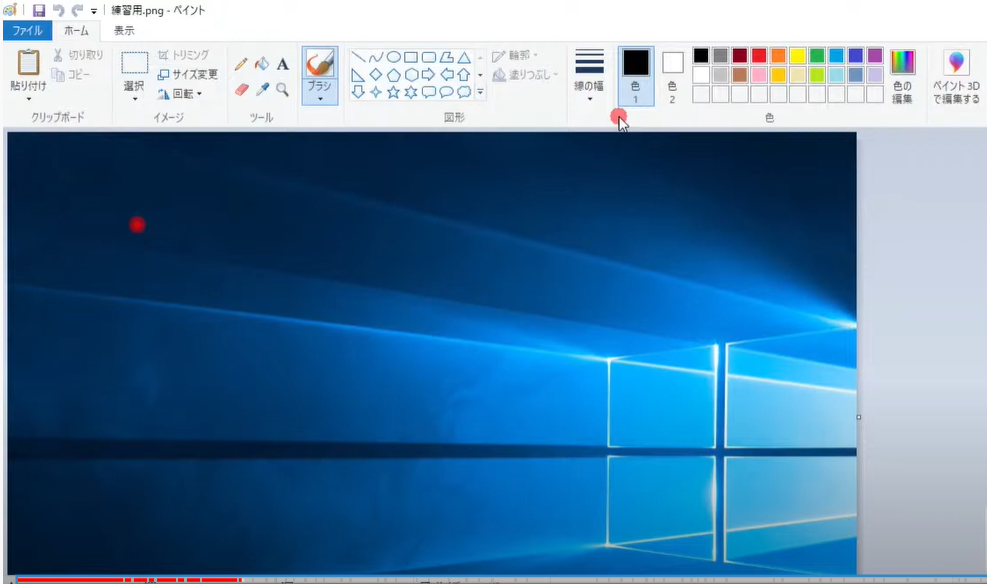 練習用.png - ペイント
ファイル ホーム 表示
貼り付け
切り取り
コピー
クリップボード
選択
トリミング
サイズ変更
回転
イメージ
A
ツール
ブラシ
輪郭
塗りつぶし
図形
線の幅
色
1
色
2
色
色の
編集
ペイント 3D
で編集する